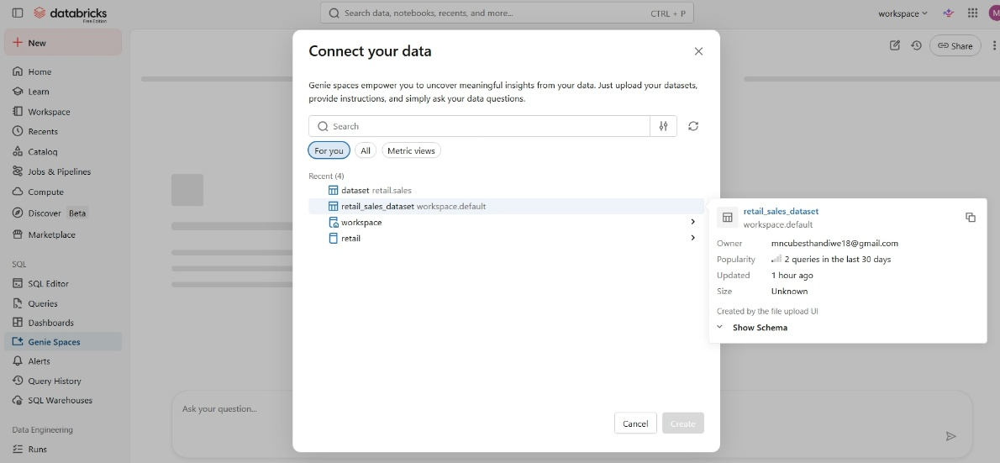 databricks
Free Edition
Search data, notebooks, recents, and more...
CTRL + P
workspace
M
New
Share
Home
Learn
Workspace
Recents
Catalog
Jobs & Pipelines
Compute
Discover Beta
Marketplace
SQL
SQL Editor
Queries
Dashboards
Genie Spaces
Alerts
Query History
SQL Warehouses
Data Engineering
Runs
Connect your data
Genie spaces empower you to uncover meaningful insights from your data. Just upload your datasets,
provide instructions, and simply ask your data questions.
Search
For you All Metric views
Recent (4)
dataset retail.sales
retail_sales_dataset workspace.default
workspace
retail
Cancel Create
retail_sales_dataset
workspace.default
Owner mncubesthandiwe18@gmail.com
Popularity 2 queries in the last 30 days
Updated 1 hour ago
Size Unknown
Created by the file upload UI
Show Schema
Ask your question...